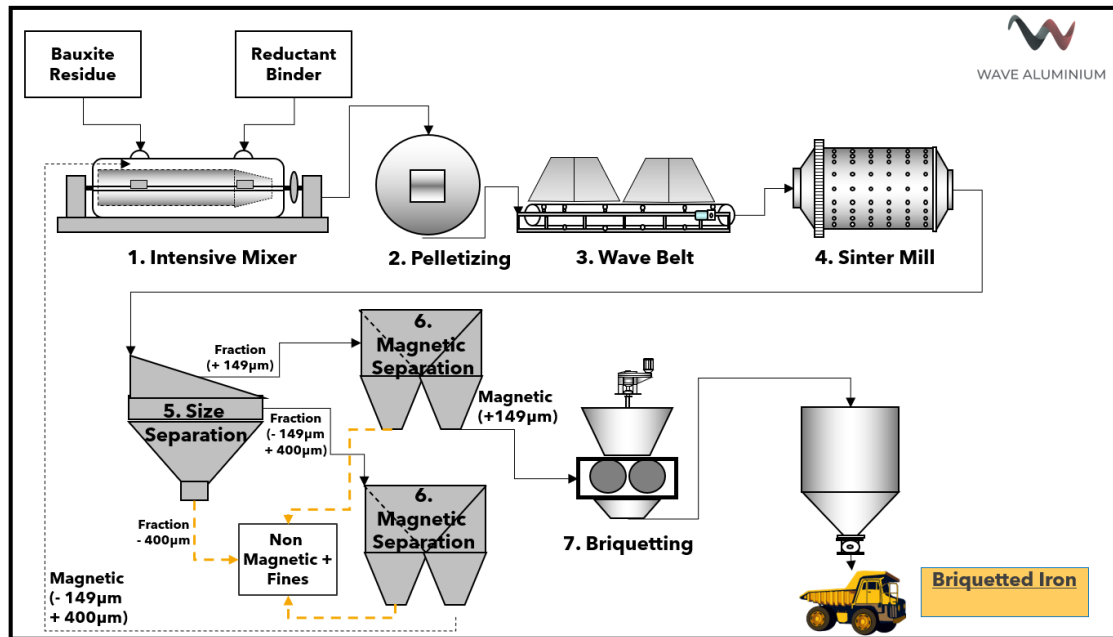 Bauxite
Residue
Reductant
Binder
WAVE ALUMINIUM
1. Intensive Mixer
2. Pelletizing
3. Wave Belt
4. Sinter Mill
Fraction
(+ 149µm)
6.
Magnetic
Separation
Magnetic
(+149µm)
5. Size
Separation
Fraction
(- 149µm
+ 400µm)
6.
Magnetic
Separation
7. Briquetting
Fraction
- 400µm
Non
Magnetic +
Fines
Magnetic
(- 149µm
+ 400µm)
Briquetted Iron